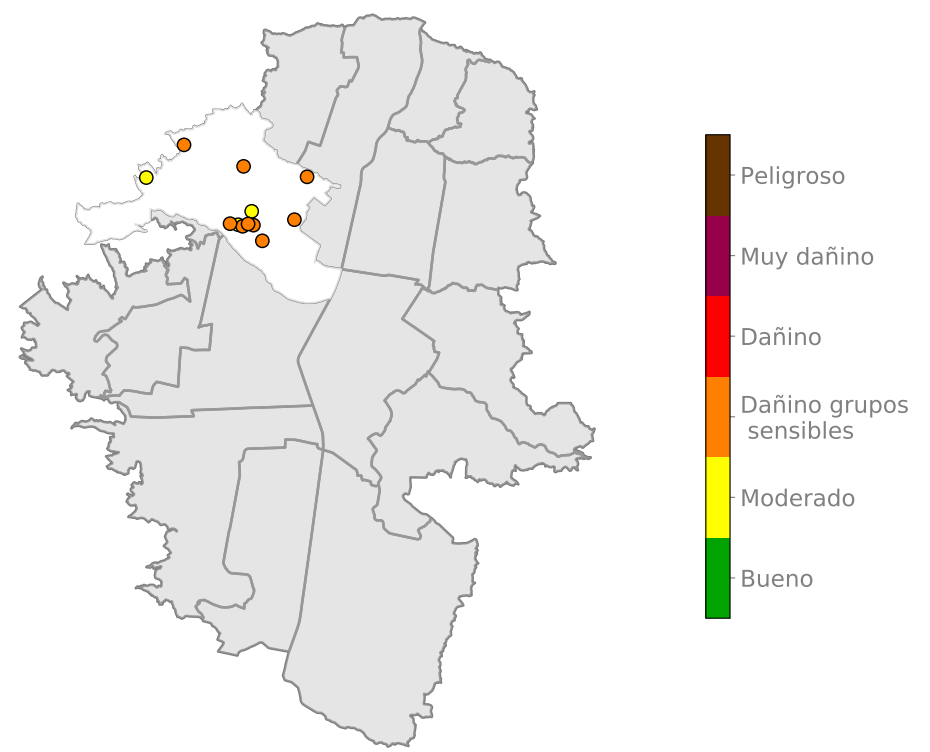 Peligroso
Muy dañino
Dañino
Dañino grupos
sensibles
Moderado
Bueno